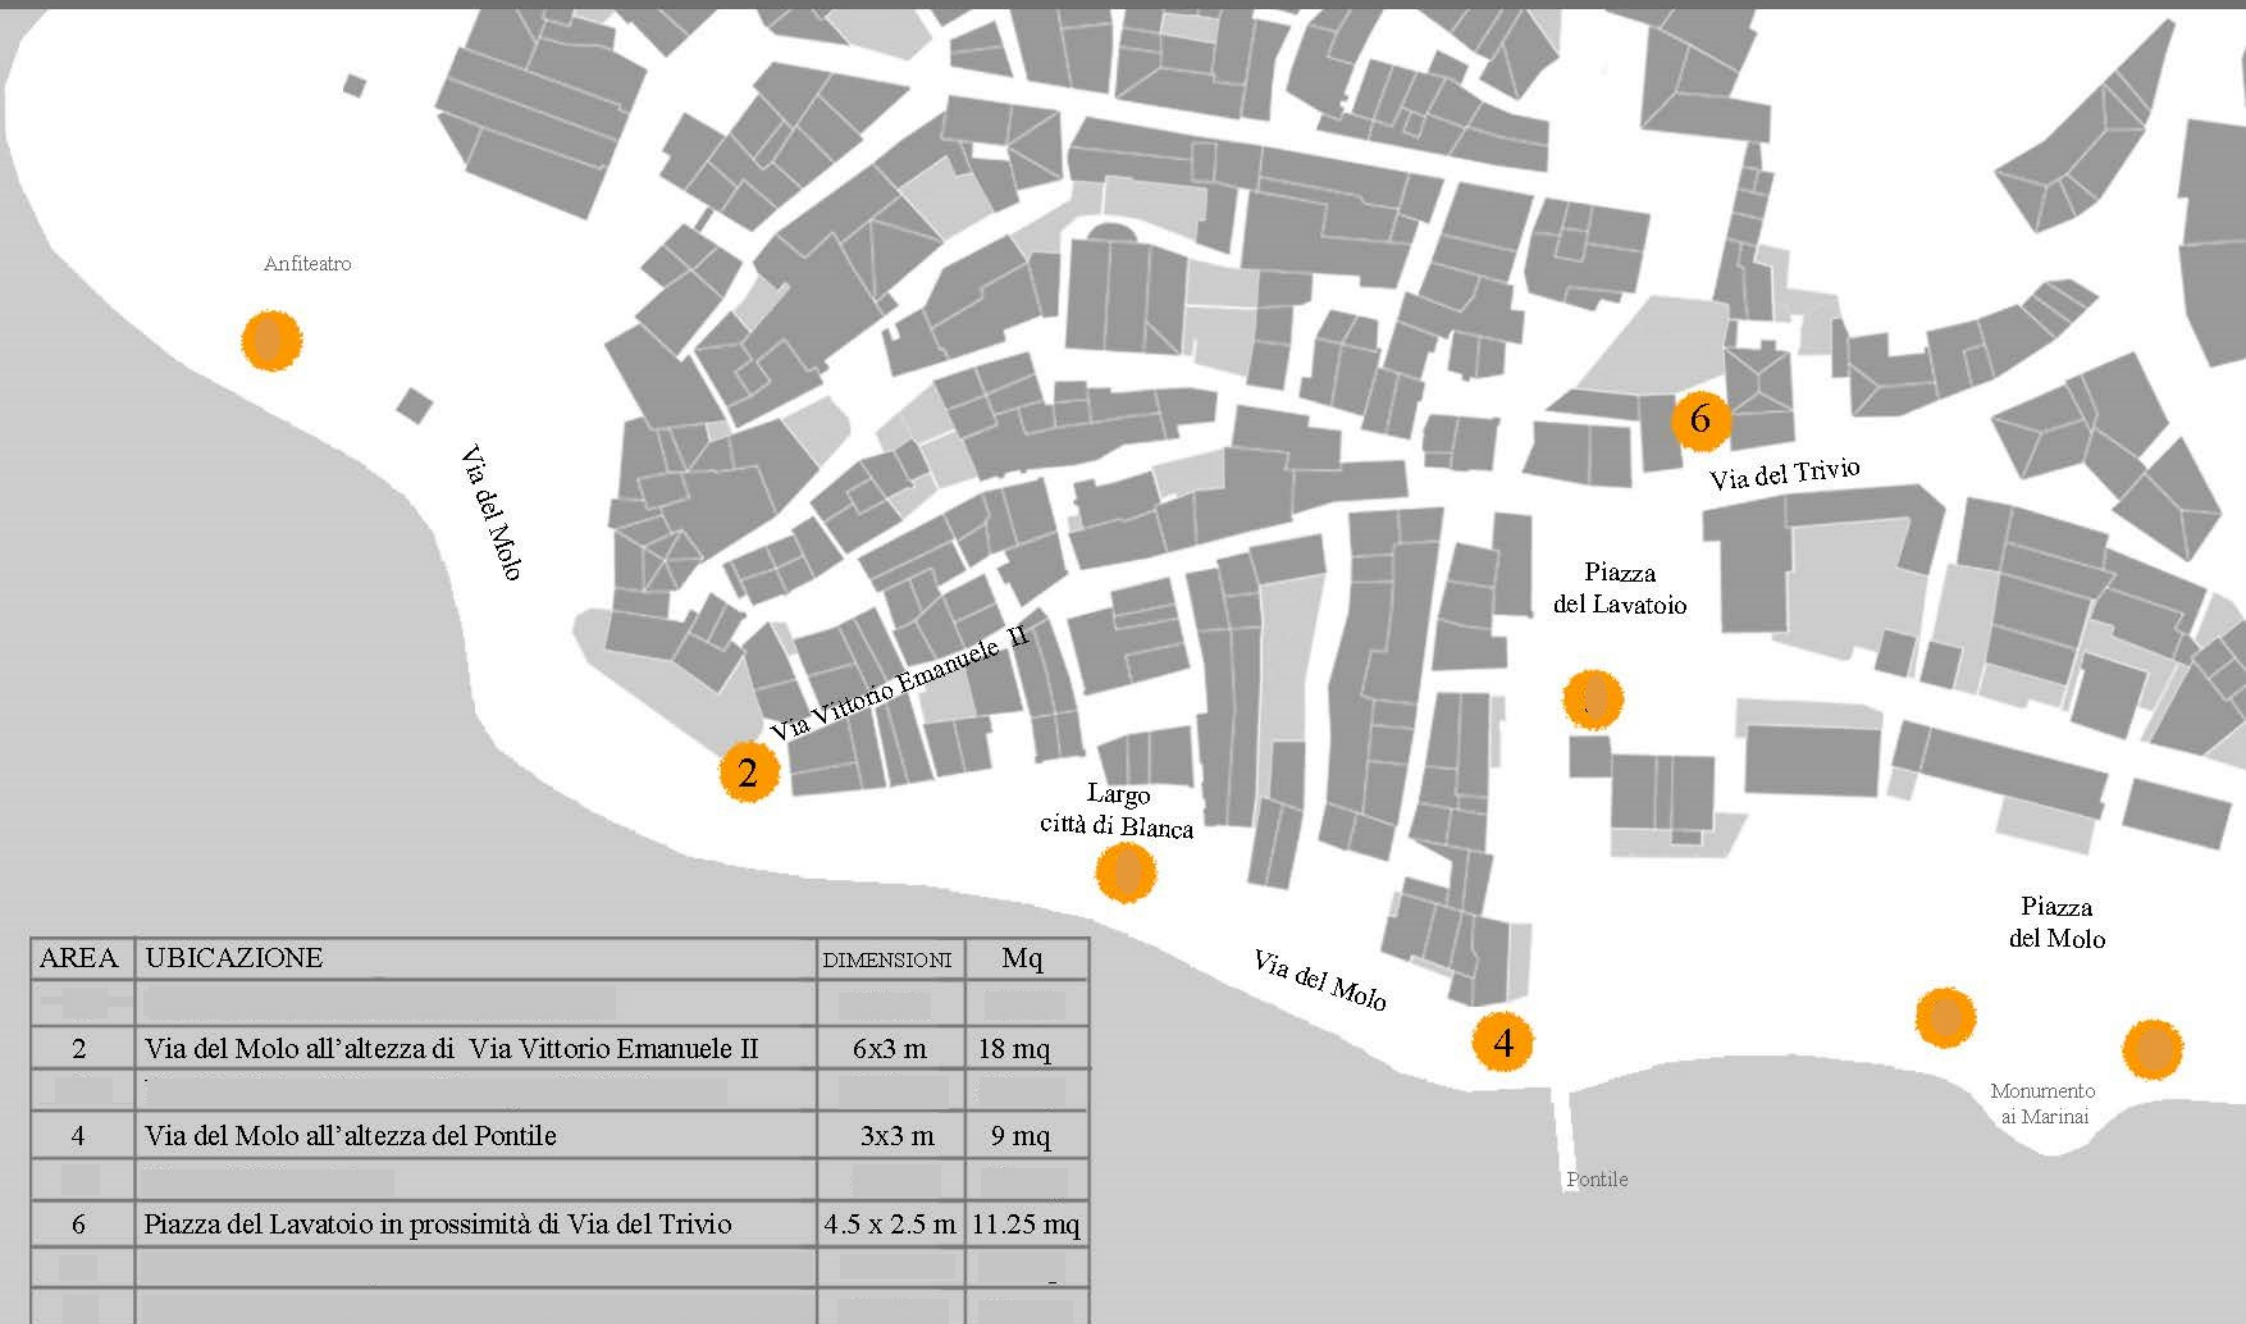 Anfiteatro
Via del Molo
6
Via del Trivio
Piazza
del Lavatoio
Via Vittorio Emanuele II
2
Largo
città di Blanca
Piazza
del Molo
Via del Molo
4
Monumento
ai Marinai
Pontile
AREA UBICAZIONE DIMENSIONI Mq
2 Via del Molo all'altezza di Via Vittorio Emanuele II 6x3 m 18 mq
4 Via del Molo all'altezza del Pontile 3x3 m 9 mq
6 Piazza del Lavatoio in prossimità di Via del Trivio 4.5 x 2.5 m 11.25 mq